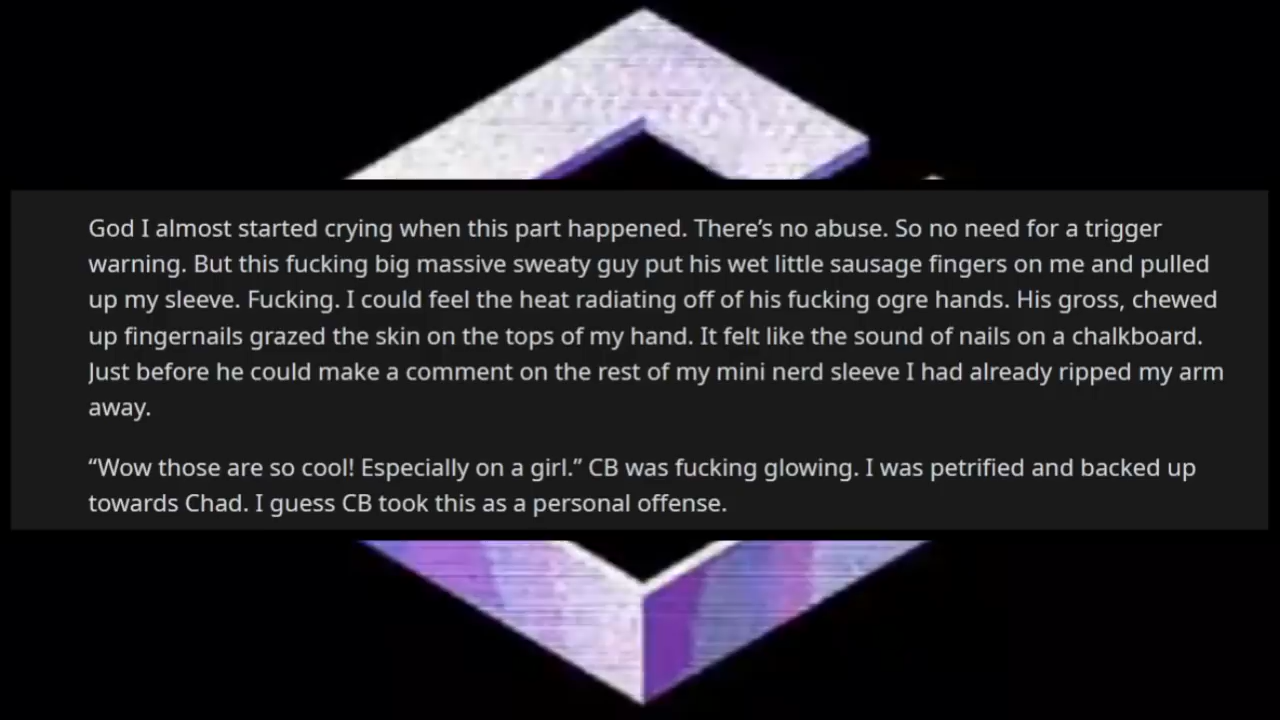 God I almost started crying when this part happened. There’s no abuse. So no need for a trigger
warning. But this fucking big massive sweaty guy put his wet little sausage fingers on me and pulled
up my sleeve. Fucking. I could feel the heat radiating off of his fucking ogre hands. His gross, chewed
up fingernails grazed the skin on the tops of my hand. It felt like the sound of nails on a chalkboard.
Just before he could make a comment on the rest of my mini nerd sleeve I had already ripped my arm
away.
“Wow those are so cool! Especially on a girl.” CB was fucking glowing. I was petrified and backed up
towards Chad. I guess CB took this as a personal offense.